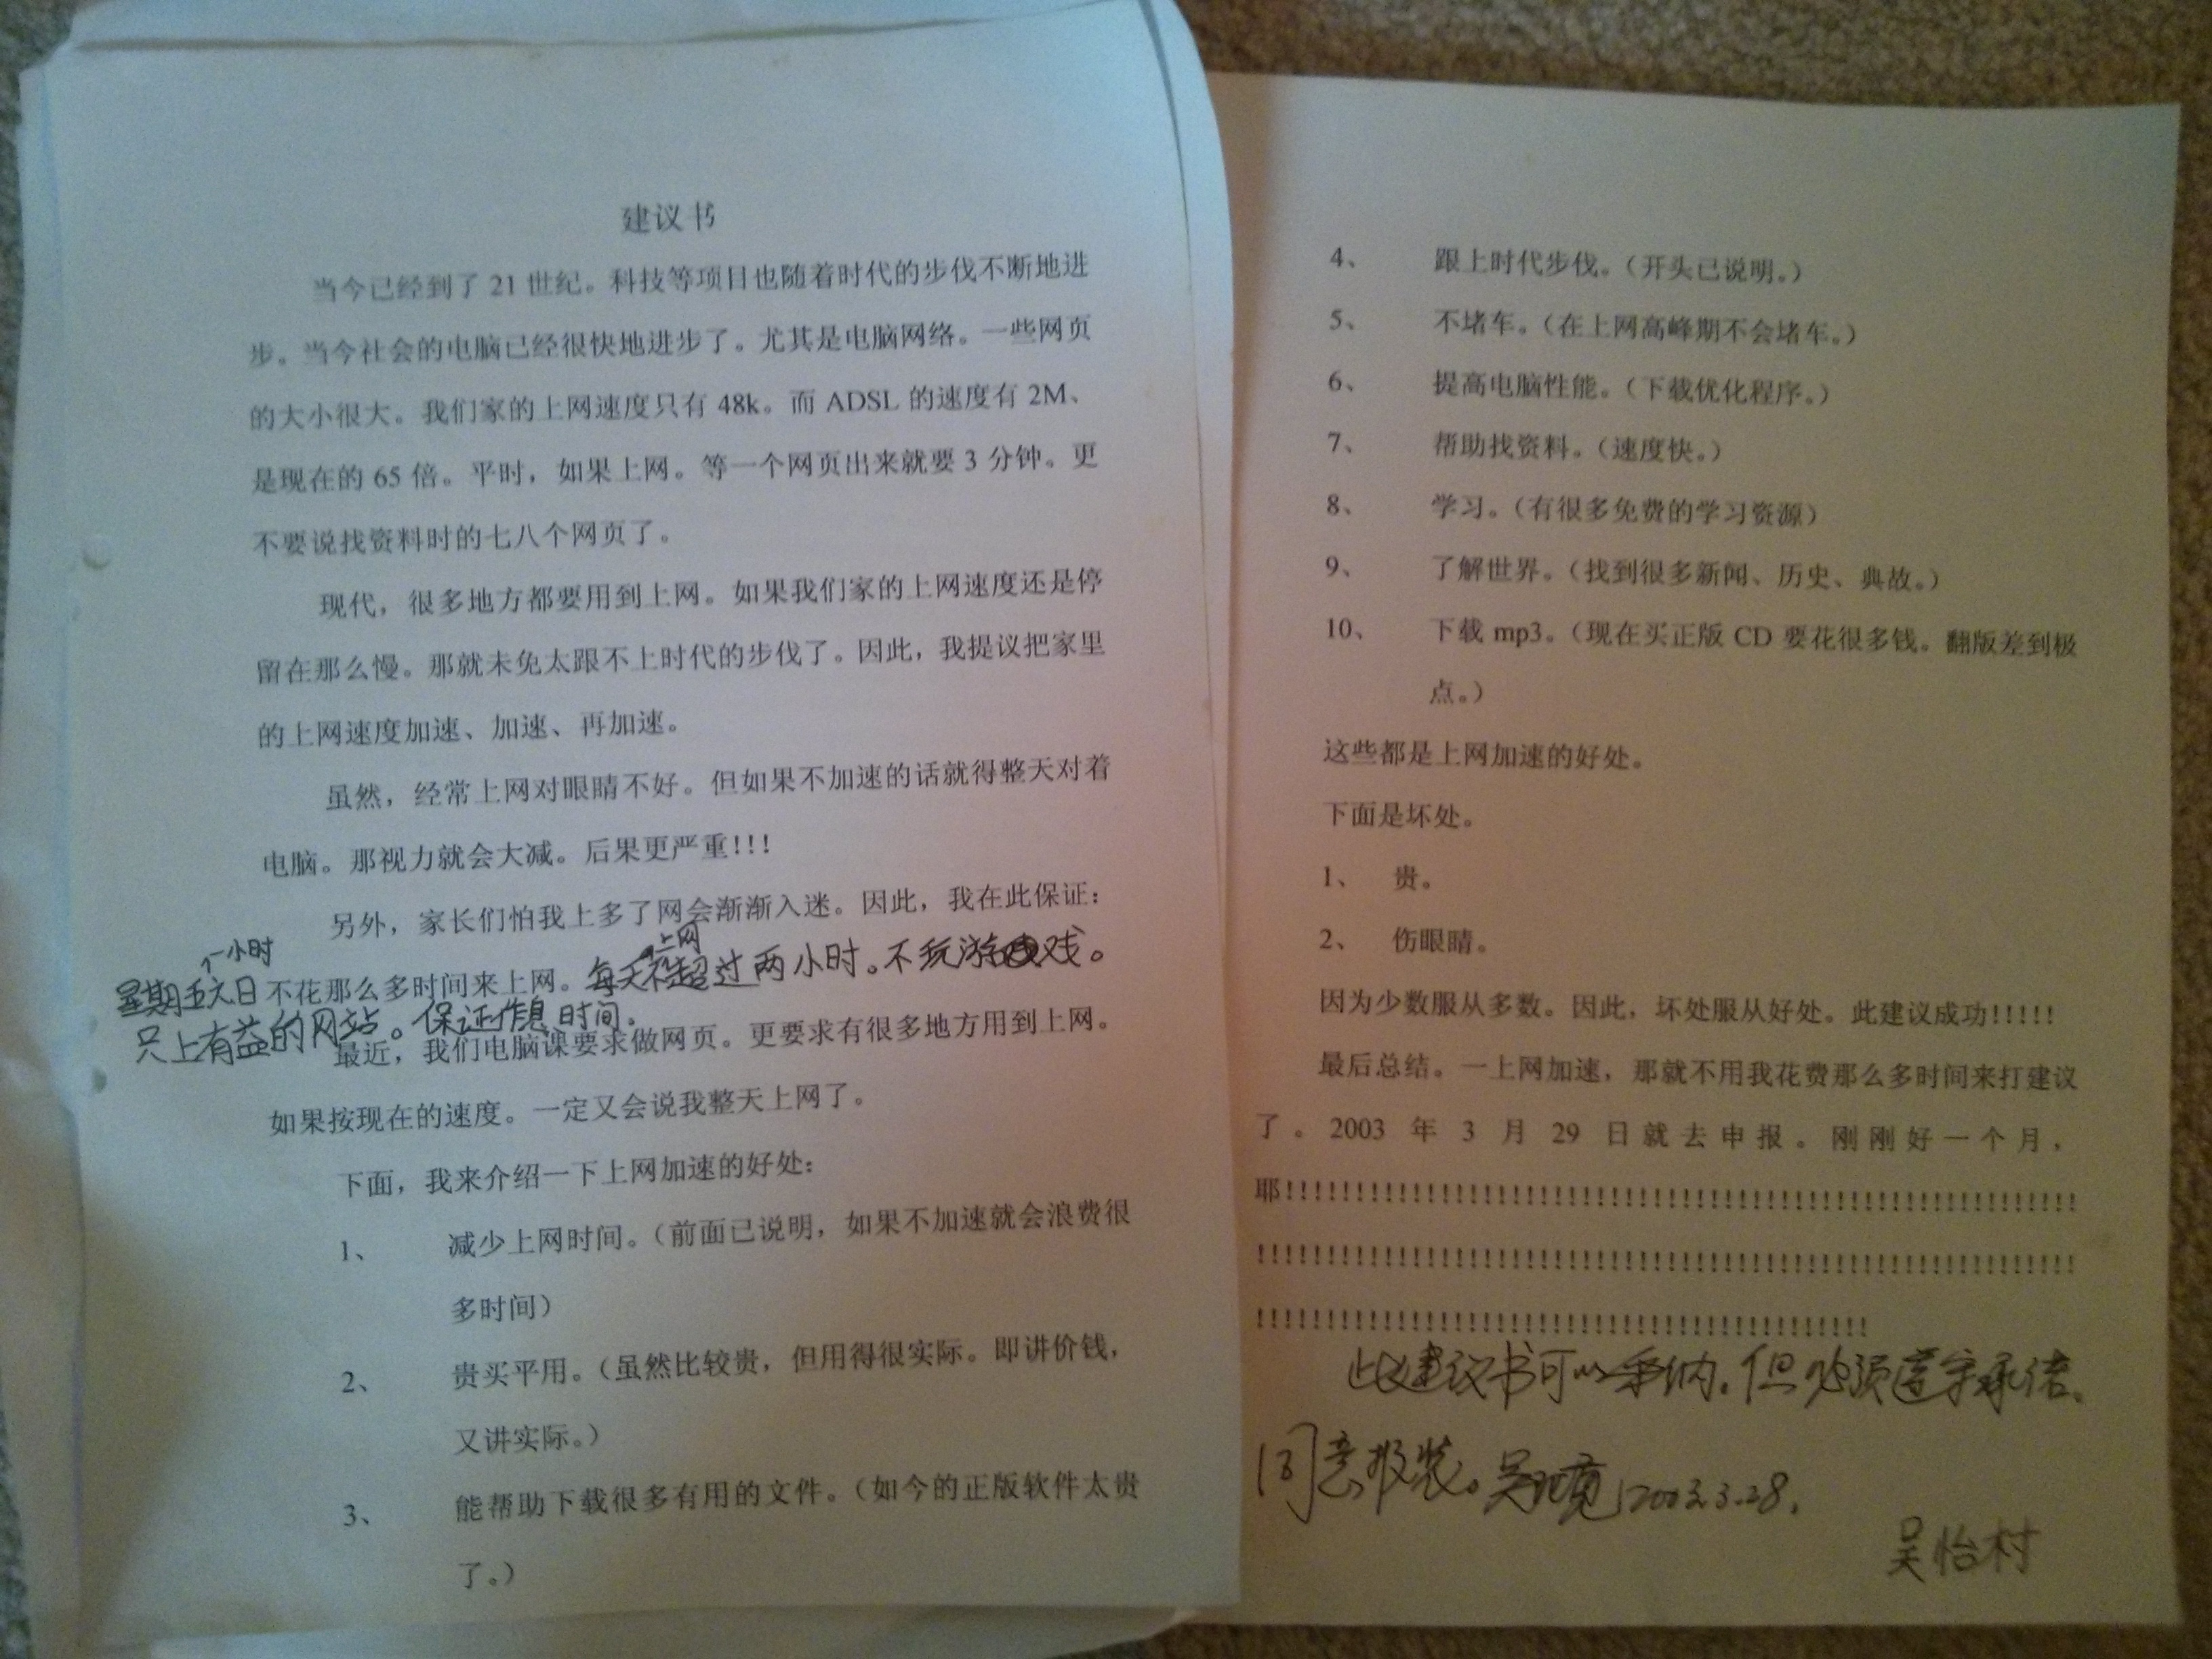 建议书
当今已经到了 21 世纪。科技等项目也随着时代的步伐不断地进
步。当今社会的电脑已经很快地进步了。尤其是电脑网络。一些网页
的大小很大。我们家的上网速度只有 48k。而 ADSL 的速度有 2M、
是现在的 65 倍。平时，如果上网。等一个网页出来就要 3 分钟。更
不要说找资料时的七八个网页了。
现代，很多地方都要用到上网。如果我们家的上网速度还是停
留在那么慢。那就未免太跟不上时代的步伐了。因此，我提议把家里
的上网速度加速、加速、再加速。
虽然，经常上网对眼睛不好。但如果不加速的话就得整天对着
电脑。那视力就会大减。后果更严重!!!
另外，家长们怕我上多了网会渐渐入迷。因此，我在此保证：
一小时
上网
星期五六日 不花那么多时间来上网。每天不超过两小时。不玩游戏。
只上有益的网站。保证作息时间。
最近，我们电脑课要求做网页。更要求有很多地方用到上网。
如果按现在的速度。一定又会说我整天上网了。
下面，我来介绍一下上网加速的好处：
1、 减少上网时间。（前面已说明，如果不加速就会浪费很
多时间）
2、 贵买平用。（虽然比较贵，但用得很实际。即讲价钱，
又讲实际。）
3、 能帮助下载很多有用的文件。（如今的正版软件太贵
了。）
4、 跟上时代步伐。（开头已说明。）
5、 不堵车。（在上网高峰期不会堵车。）
6、 提高电脑性能。（下载优化程序。）
7、 帮助找资料。（速度快。）
8、 学习。（有很多免费的学习资源）
9、 了解世界。（找到很多新闻、历史、典故。）
10、 下载 mp3。（现在买正版 CD 要花很多钱。翻版差到极
点。）
这些都是上网加速的好处。
下面是坏处。
1、 贵。
2、 伤眼睛。
因为少数服从多数。因此，坏处服从好处。此建议成功!!!!!
最后总结。一上网加速，那就不用我花费那么多时间来打建议
了。2003 年 3 月 29 日就去申报。刚刚好一个月，
耶!!!!!!!!!!!!!!!!!!!!!!!!!!!!!!!!!!!!!!!!!!!!!!!!!!!!!!!!
!!!!!!!!!!!!!!!!!!!!!!!!!!!!!!!!!!!!!!!!!!!!!!!!!!!!!!!!!!
!!!!!!!!!!!!!!!!!!!!!!!!!!!!!!!!!!!!!!!!!!!
此建议书可以采纳。但必须遵守承诺。
同意报装。吴 2003.3.28.
吴怡村